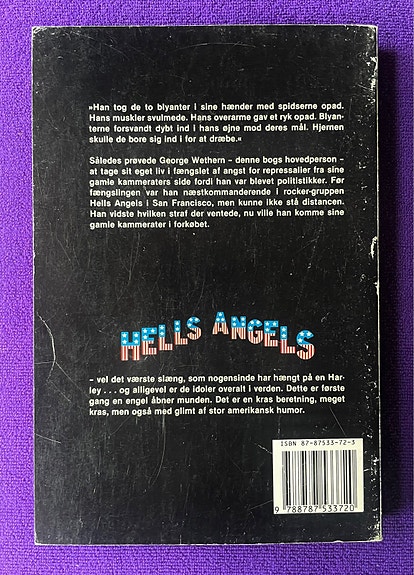 »Han tog de to blyanter i sine hænder med spidserne opad.
Hans muskler svulmede. Hans overarme gav et ryk opad. Blyan-
terne forsvandt dybt ind i hans øjne mod deres mål. Hjernen
skulle de bore sig ind i for at dræbe.«
Således prøvede George Wethern – denne bogs hovedperson –
at tage sit eget liv i fængslet af angst for repressalier fra sine
gamle kammeraters side fordi han var blevet politistikker. Før
fængslingen var han næstkommanderende i rocker-gruppen
Hells Angels i San Francisco, men kunne ikke stå distancen.
Han vidste hvilken straf der ventede, nu ville han komme sine
gamle kammerater i forkøbet.
HELLS ANGELS
– vel det værste slæng, som nogensinde har hængt på en Har-
ley . . . og alligevel er de idoler overalt i verden. Dette er første
gang en engel åbner munden. Det er en kras beretning, meget
kras, men også med glimt af stor amerikansk humor.
ISBN 87-87533-72-3
9 788787 533720